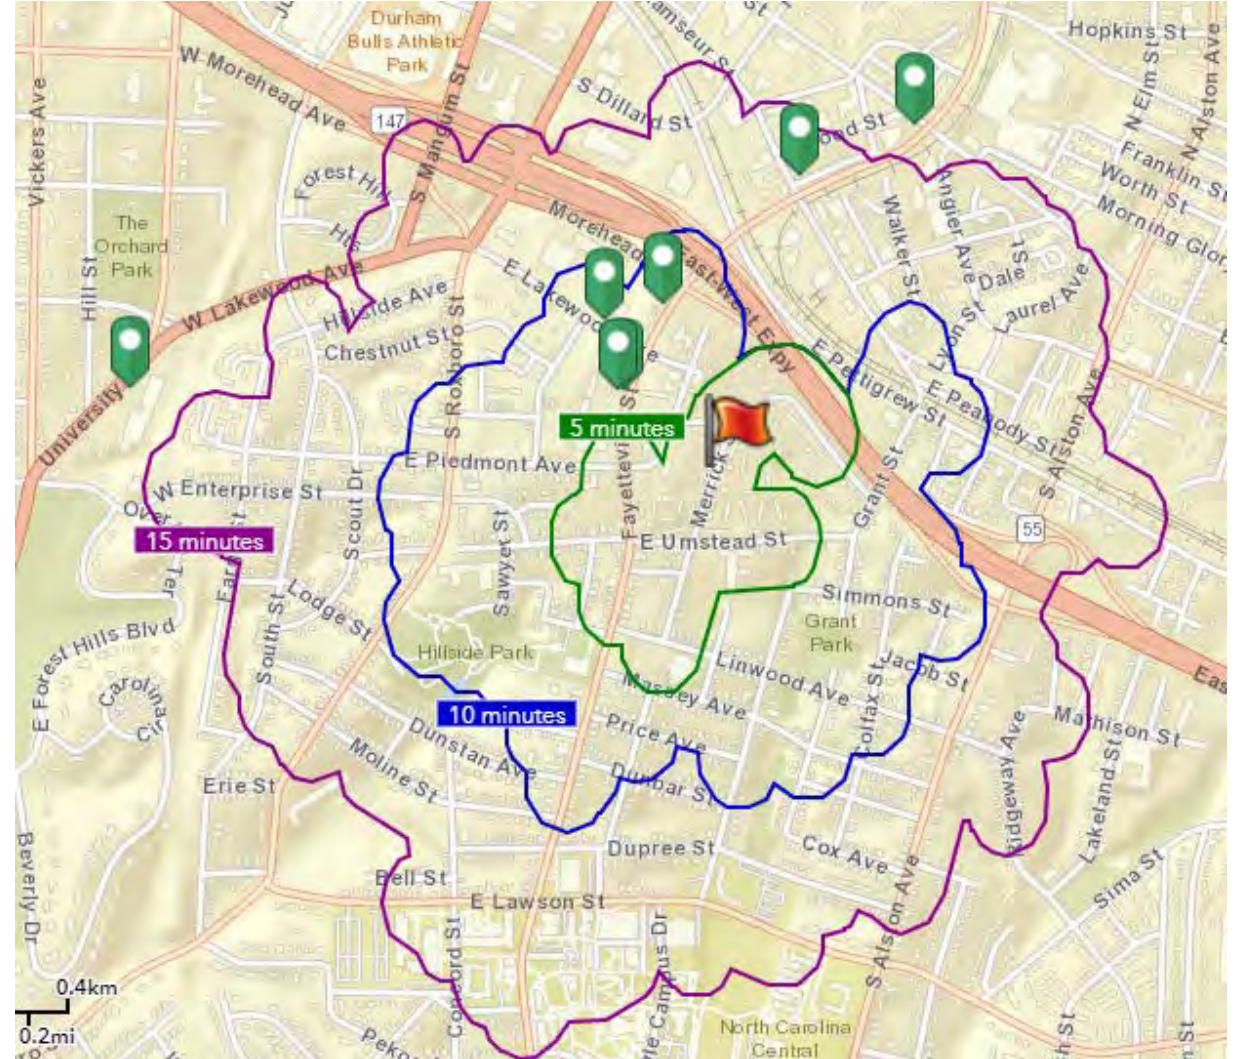 Durham
Bulls Athletic
Park
Hopkins St
W Morehead Ave
S Dillard St
147
S Mangum St
Vickers Ave
N Elm St
N Alston Ave
Franklin St
Worth St
Morning Glory
Forest Hills
Hts
The
Orchard
Park
Hill St
Morehead
East-West Expy
Walker St
Angier Ave
Dale St
Laurel Ave
Lyon St
W Lakewood Ave
E Lakewood
Hillside Ave
Chestnut St
S Roxboro St
University
E Pettigrew St
E Peabody St
S Alston Ave
5 minutes
E Piedmont Ave
Fayetteville St
Merrick
Grant St
W Enterprise St
Scout Dr
15 minutes
Ter
Sawyer St
E Umstead St
55
Lodge St
South St
Simmons St
Grant
Park
E Forest Hills Blvd
Hillside Park
Linwood Ave
Jacob St
Massey Ave
Colfax St
Carolina
Cir
10 minutes
Price Ave
Dunstan Ave
Dunbar St
Moline St
Mathison St
Ridgeway Ave
Lakeland St
Erie St
Beverly Dr
Dupree St
Cox Ave
Sima St
Bell St
E Lawson St
Concord St
Campus Dr
S Alston Ave
0.4km
0.2mi
North Carolina
Central